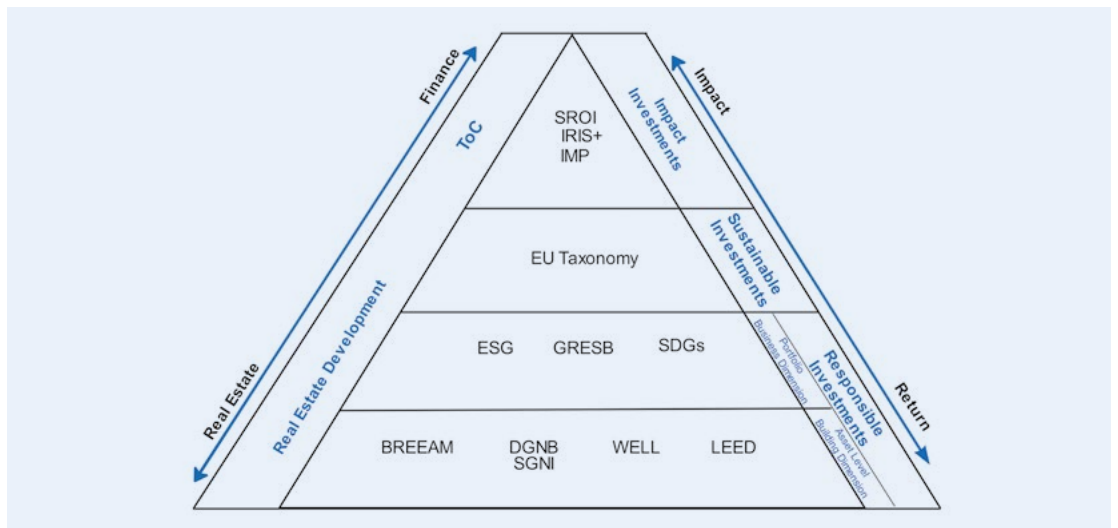 Finance
Impact
ToC
SROI
IRIS+
IMP
Impact
Investments
EU Taxonomy
Sustainable
Investments
Real Estate
Real Estate Development
ESG
GRESB
SDGs
Portfolio
Business Dimension
Responsible
Investments
Return
BREEAM
DGNB
SGNI
WELL
LEED
Asset Level
Building Dimension